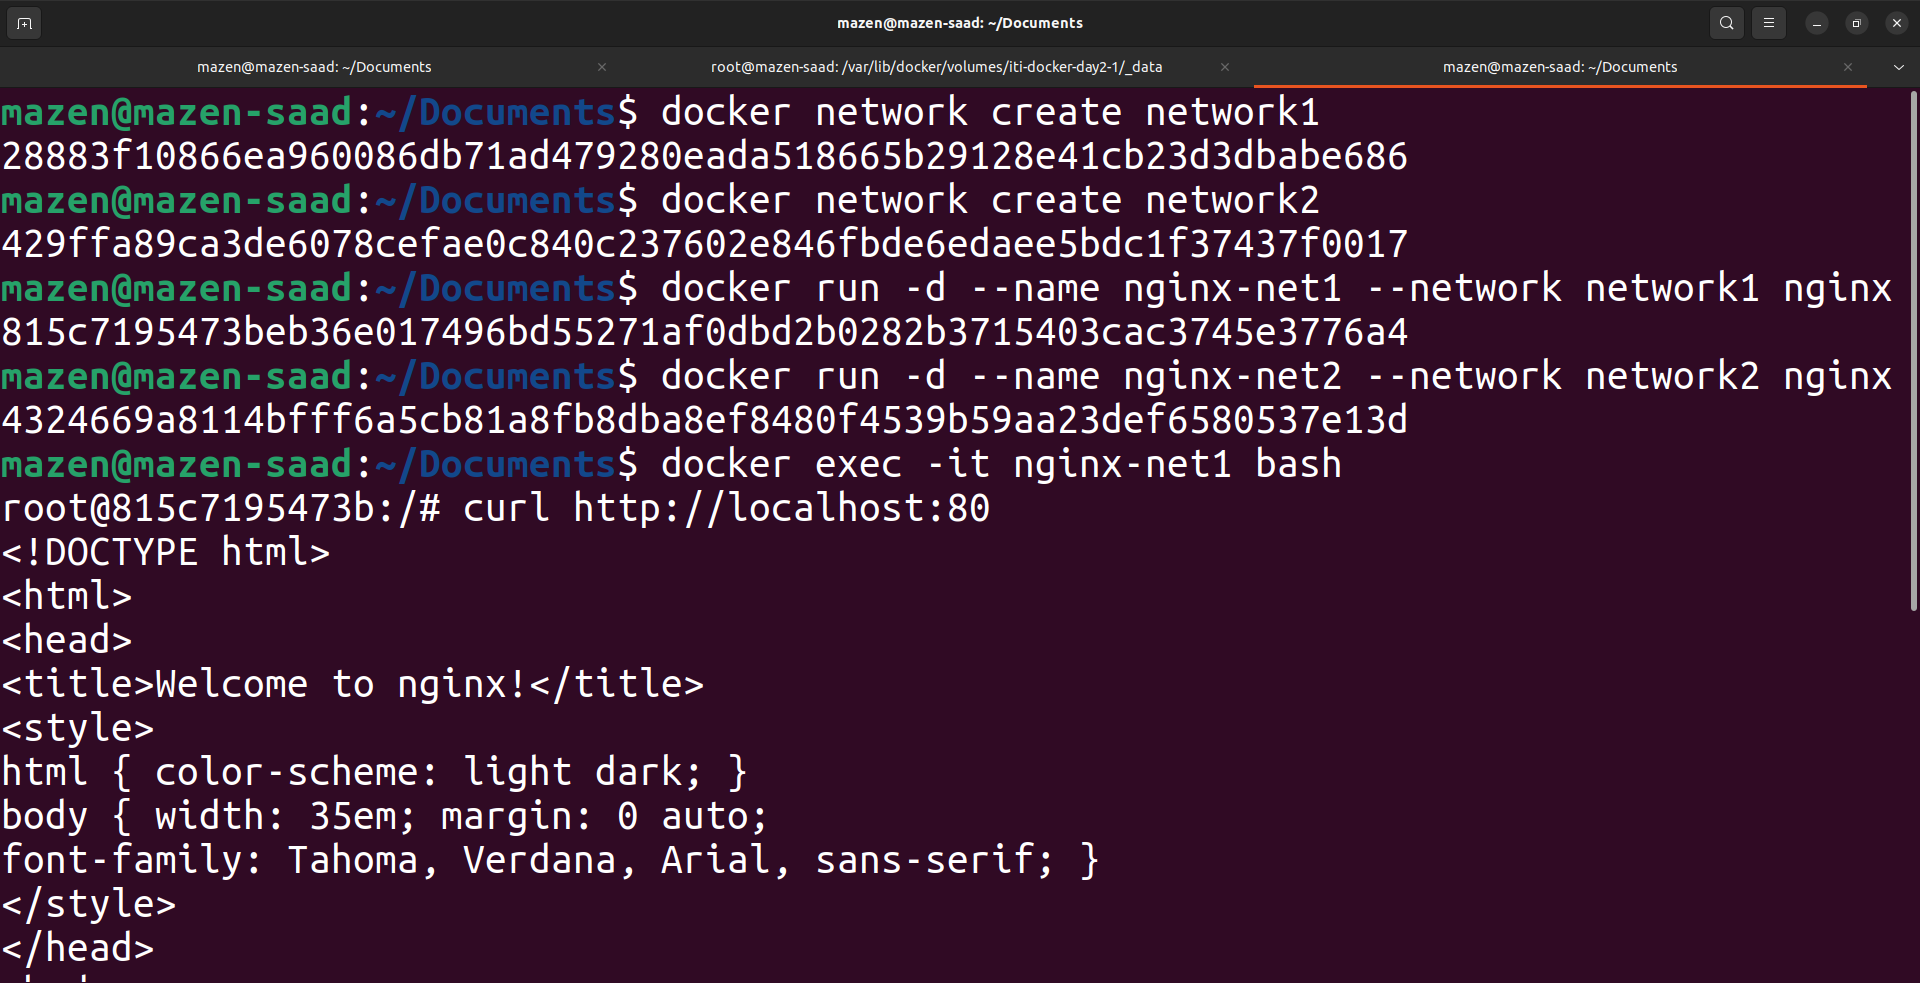 mazen@mazen-saad: ~/Documents
mazen@mazen-saad: ~/Documents
root@mazen-saad: /var/lib/docker/volumes/iti-docker-day2-1/_data
mazen@mazen-saad: ~/Documents
mazen@mazen-saad:~/Documents$ docker network create network1
28883f10866ea960086db71ad479280eada518665b29128e41cb23d3dbabe686
mazen@mazen-saad:~/Documents$ docker network create network2
429ffa89ca3de6078cefae0c840c237602e846fbde6edaee5bdc1f37437f0017
mazen@mazen-saad:~/Documents$ docker run -d --name nginx-net1 --network network1 nginx
815c7195473beb36e017496bd55271af0dbd2b0282b3715403cac3745e3776a4
mazen@mazen-saad:~/Documents$ docker run -d --name nginx-net2 --network network2 nginx
4324669a8114bfff6a5cb81a8fb8dba8ef8480f4539b59aa23def6580537e13d
mazen@mazen-saad:~/Documents$ docker exec -it nginx-net1 bash
root@815c7195473b:/# curl http://localhost:80
<!DOCTYPE html>
<html>
<head>
<title>Welcome to nginx!</title>
<style>
html { color-scheme: light dark; }
body { width: 35em; margin: 0 auto;
font-family: Tahoma, Verdana, Arial, sans-serif; }
</style>
</head>